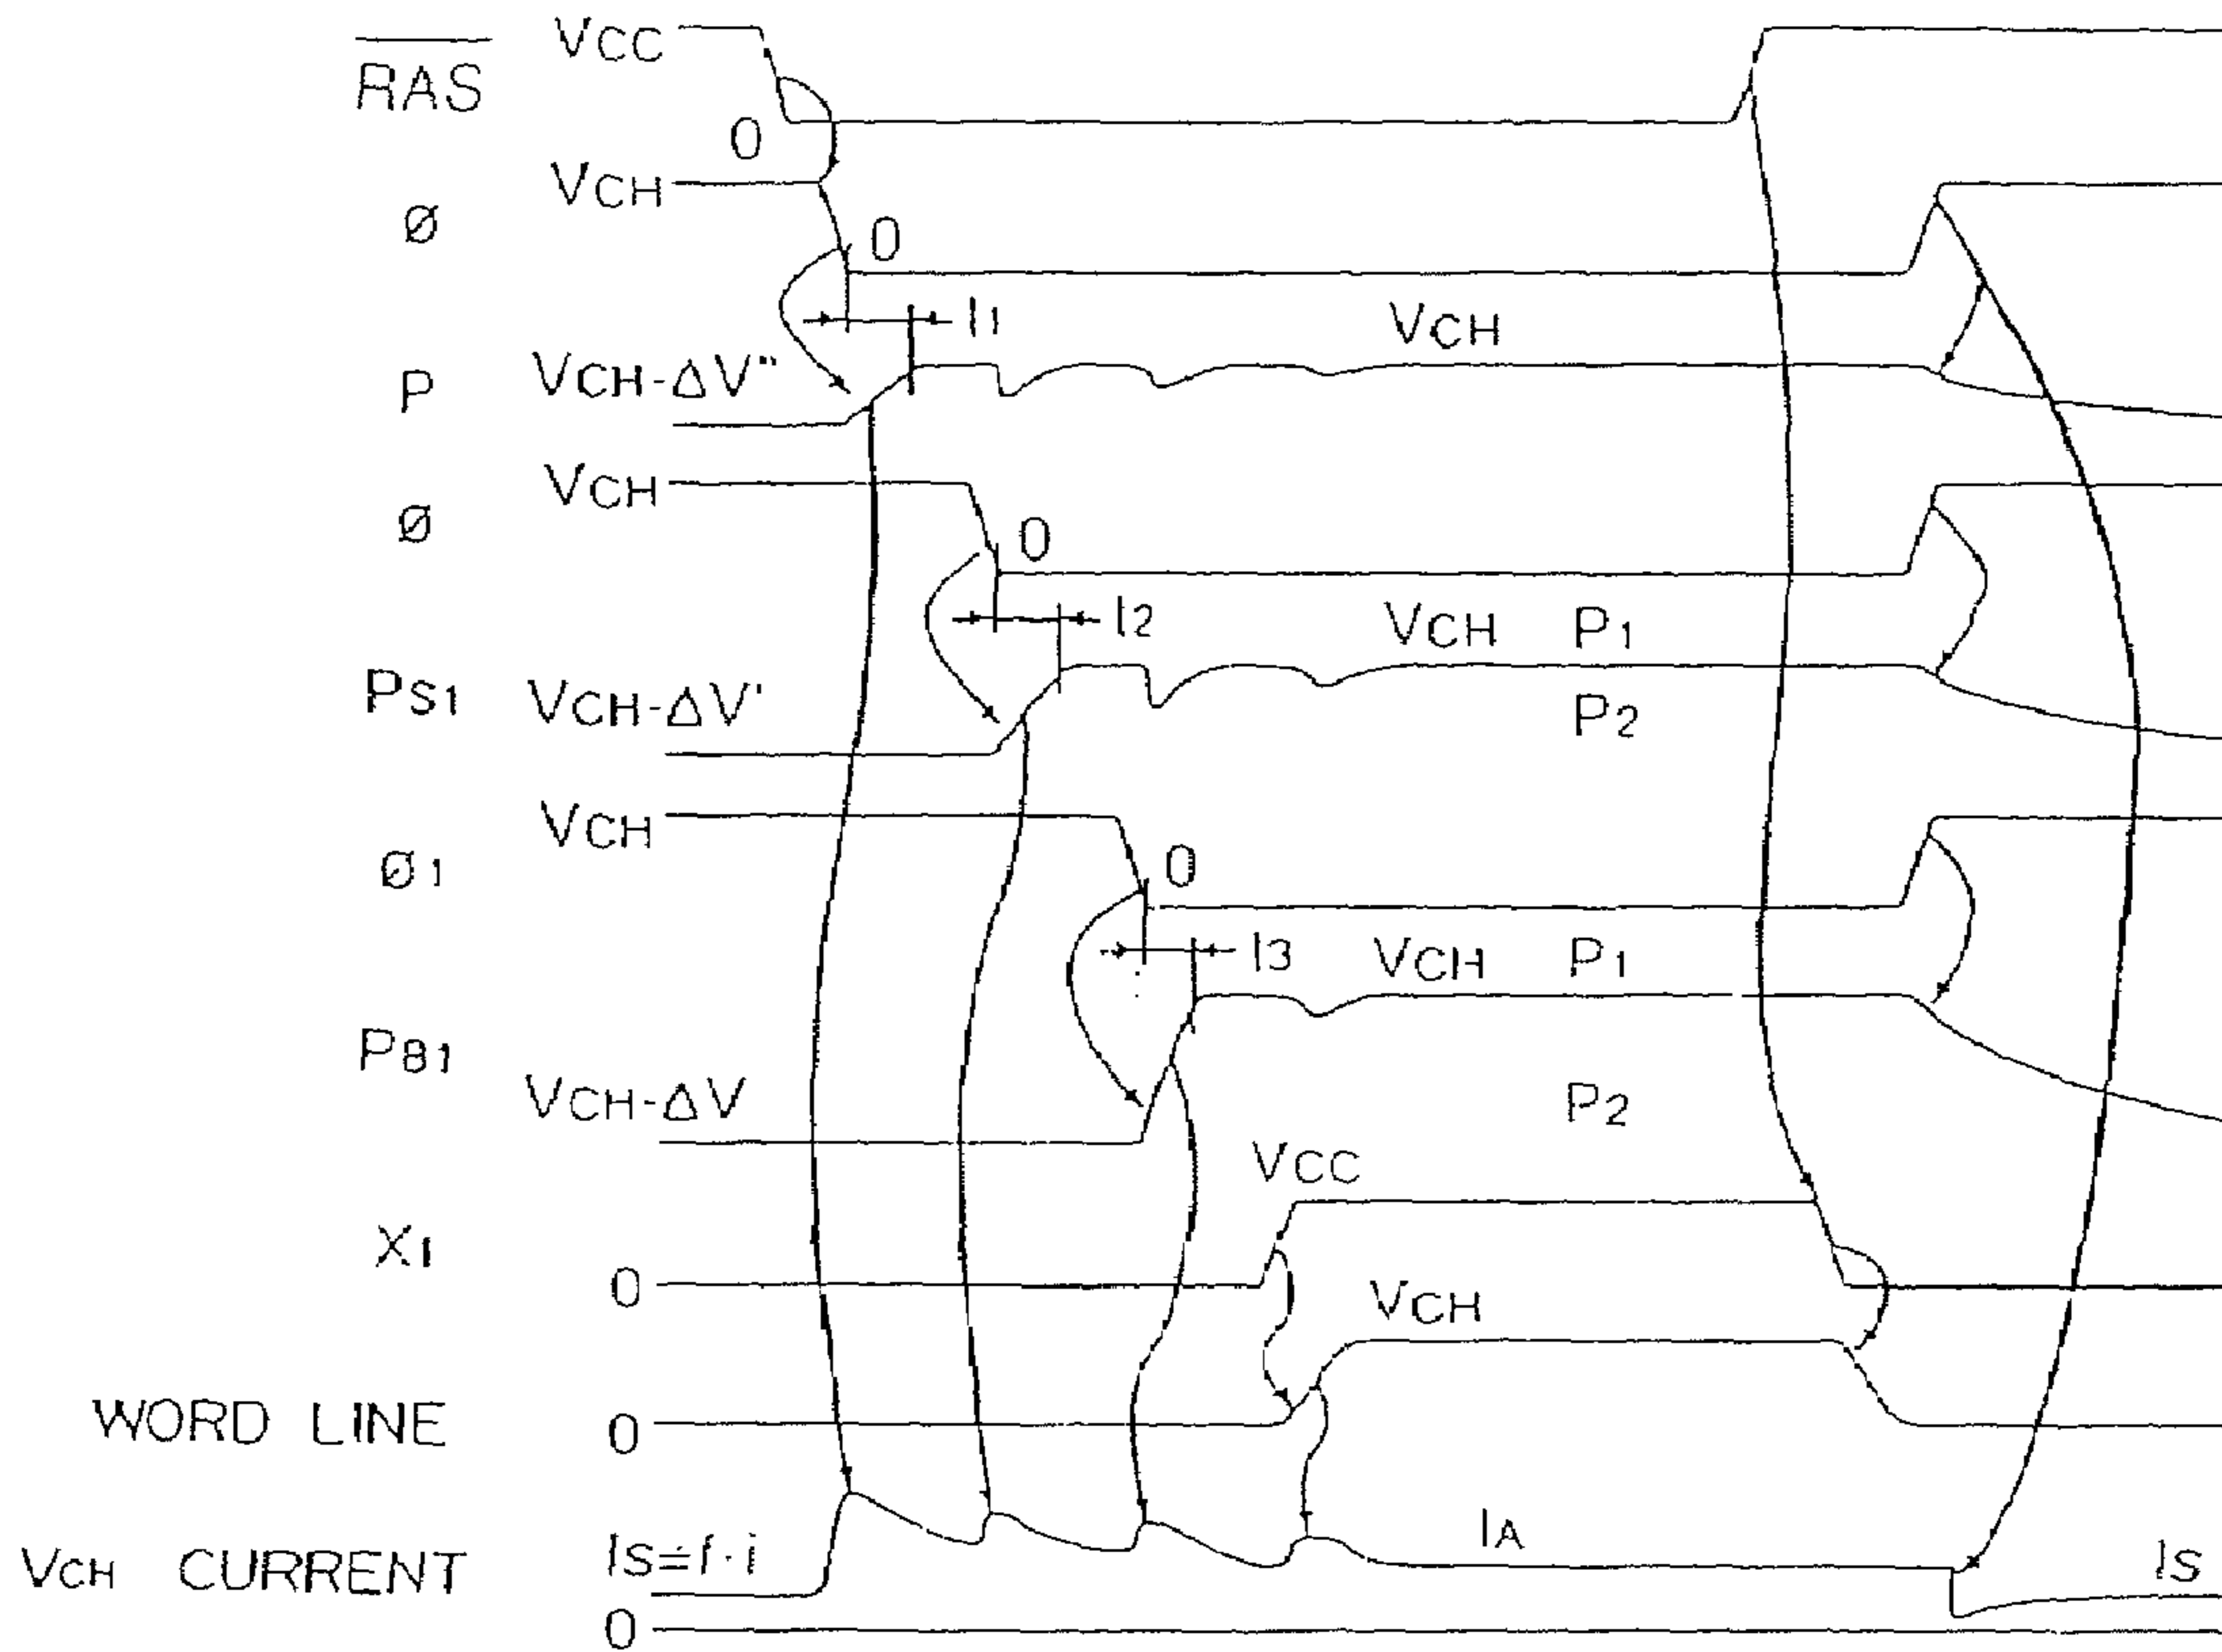 RAS VCC
0
Ø VCH
0
l1 VCH
P VCH-ΔV"
Ø VCH
0
l2 VCH P1
PS1 VCH-ΔV' P2
VCH
Ø1 0
l3 VCH P1
PB1
VCH-ΔV P2
VCC
X1
0 VCH
WORD LINE 0
VCH CURRENT IS≒l·i IA IS
0